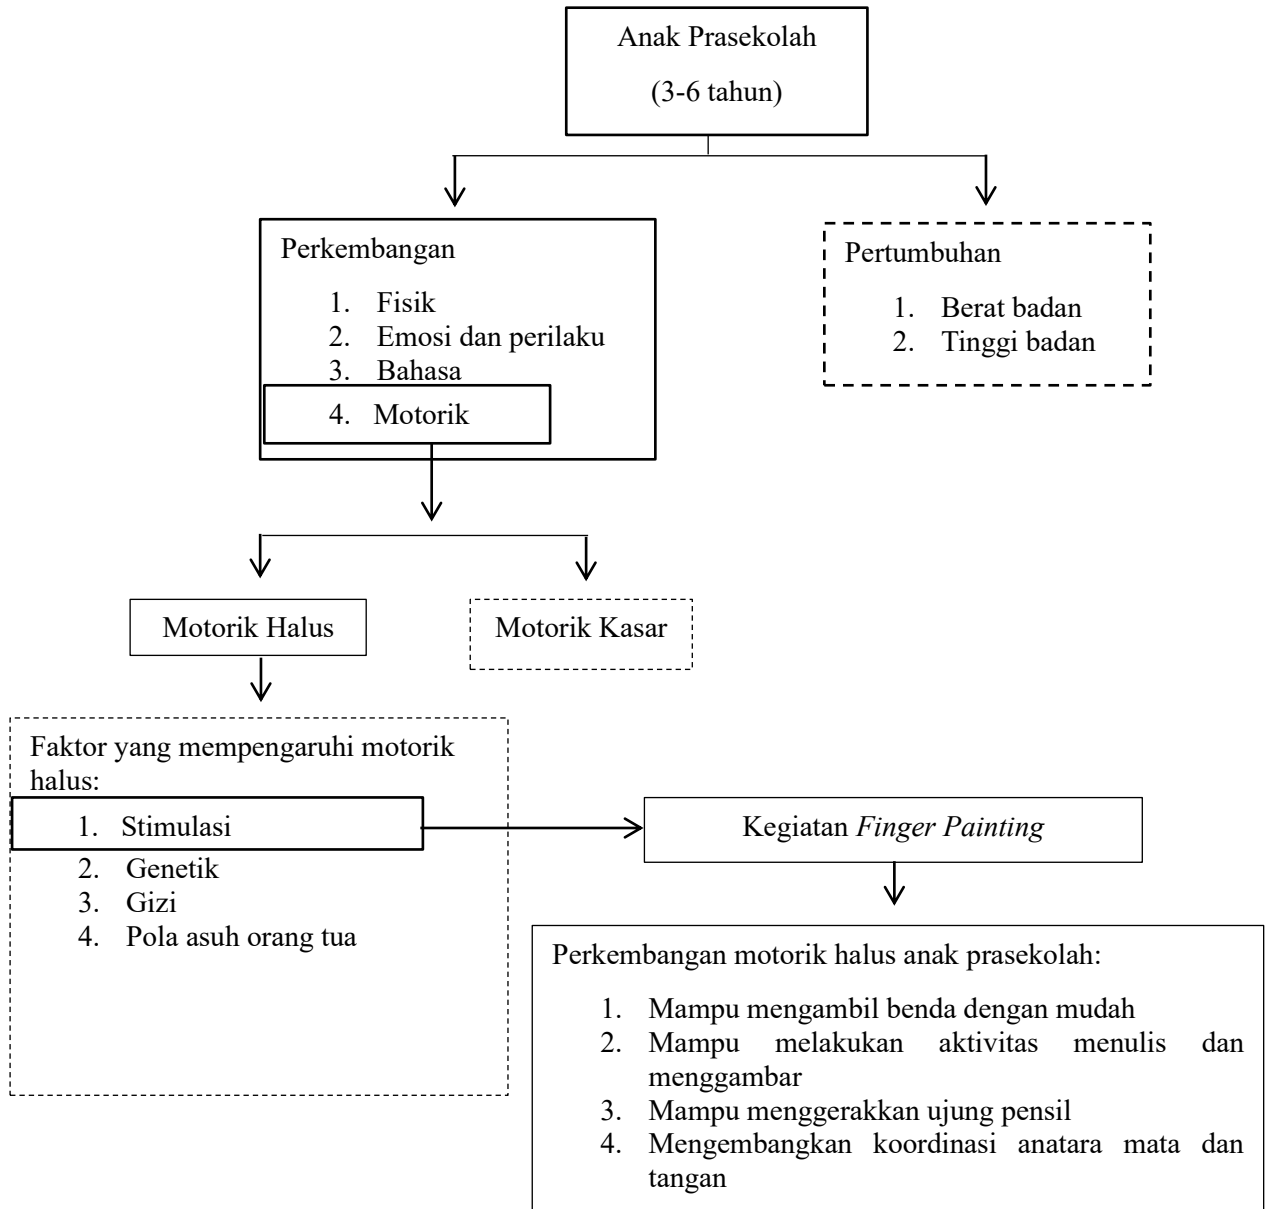 Anak Prasekolah
(3-6 tahun)
Perkembangan
1. Fisik
2. Emosi dan perilaku
3. Bahasa
4. Motorik
Pertumbuhan
1. Berat badan
2. Tinggi badan
Motorik Halus
Motorik Kasar
Faktor yang mempengaruhi motorik
halus:
1. Stimulasi
2. Genetik
3. Gizi
4. Pola asuh orang tua
Kegiatan Finger Painting
Perkembangan motorik halus anak prasekolah:
1. Mampu mengambil benda dengan mudah
2. Mampu melakukan aktivitas menulis dan
menggambar
3. Mampu menggerakkan ujung pensil
4. Mengembangkan koordinasi anatara mata dan
tangan